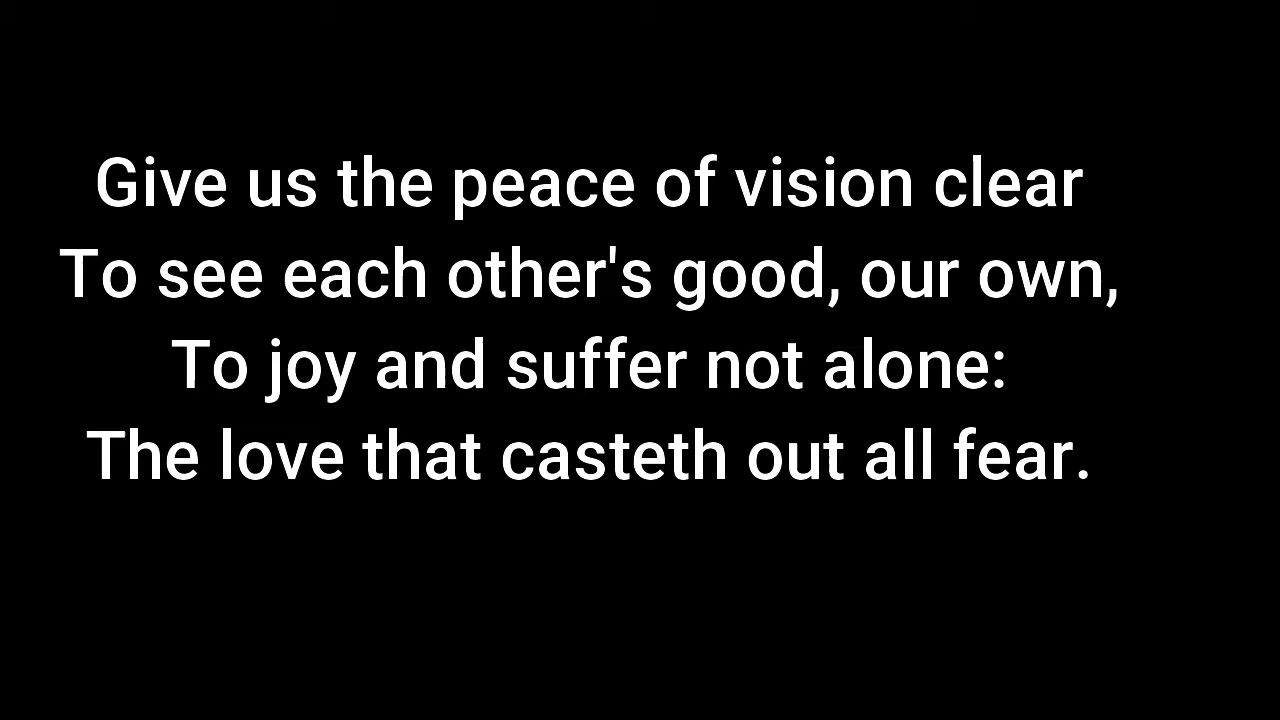 Give us the peace of vision clear
To see each other's good, our own,
To joy and suffer not alone:
The love that casteth out all fear.